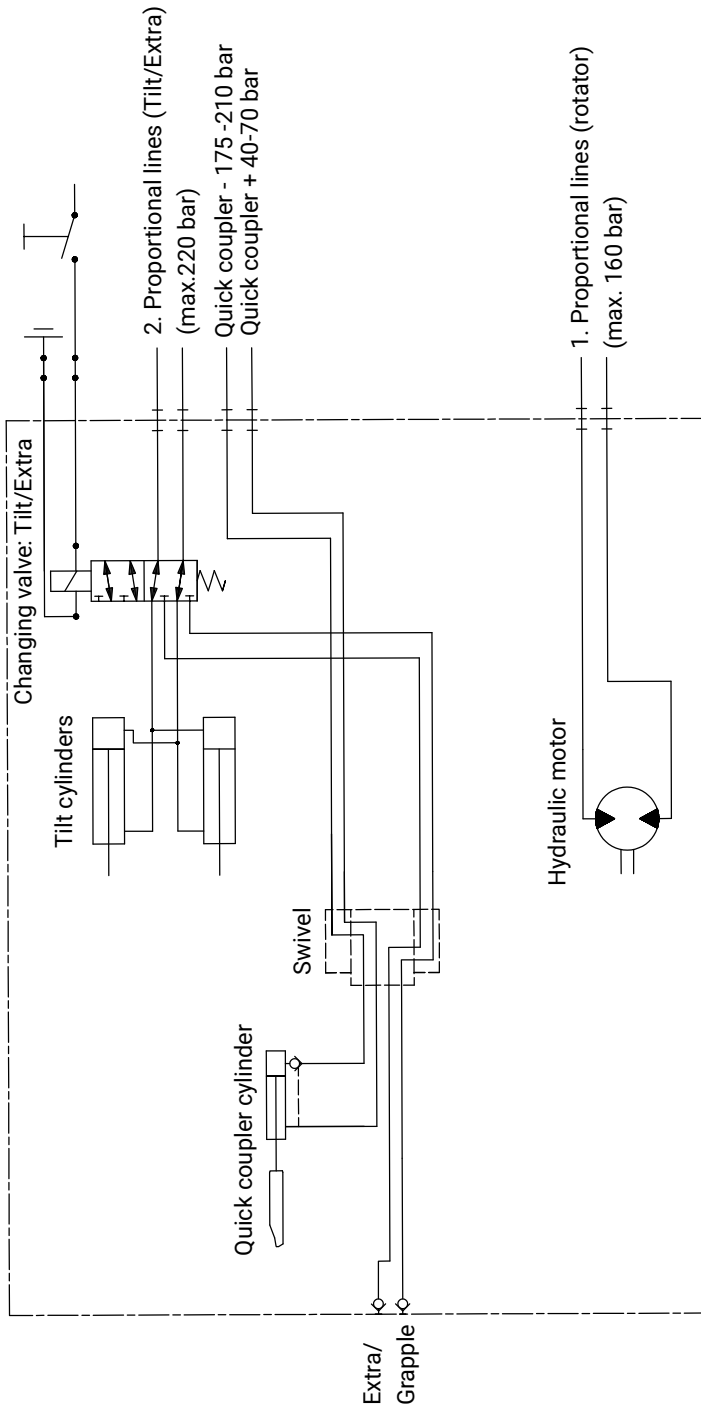 Changing valve: Tilt/Extra
2. Proportional lines (Tilt/Extra)
(max.220 bar)
Quick coupler - 175 -210 bar
Quick coupler + 40-70 bar
1. Proportional lines (rotator)
(max. 160 bar)
Tilt cylinders
Hydraulic motor
Swivel
Quick coupler cylinder
Extra/
Grapple